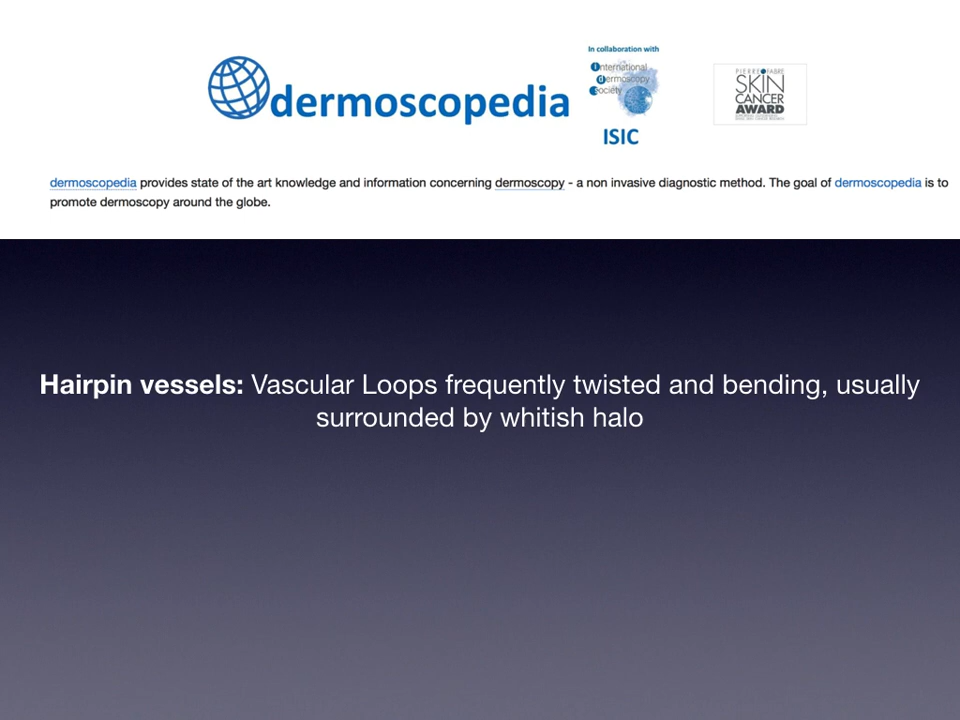 In collaboration with
dermoscopedia
International
dermoscopy
Society
ISIC
PIERRE FABRE
SKIN
CANCER
AWARD
dermoscopedia provides state of the art knowledge and information concerning dermoscopy - a non invasive diagnostic method. The goal of dermoscopedia is to
promote dermoscopy around the globe.
Hairpin vessels: Vascular Loops frequently twisted and bending, usually
surrounded by whitish halo